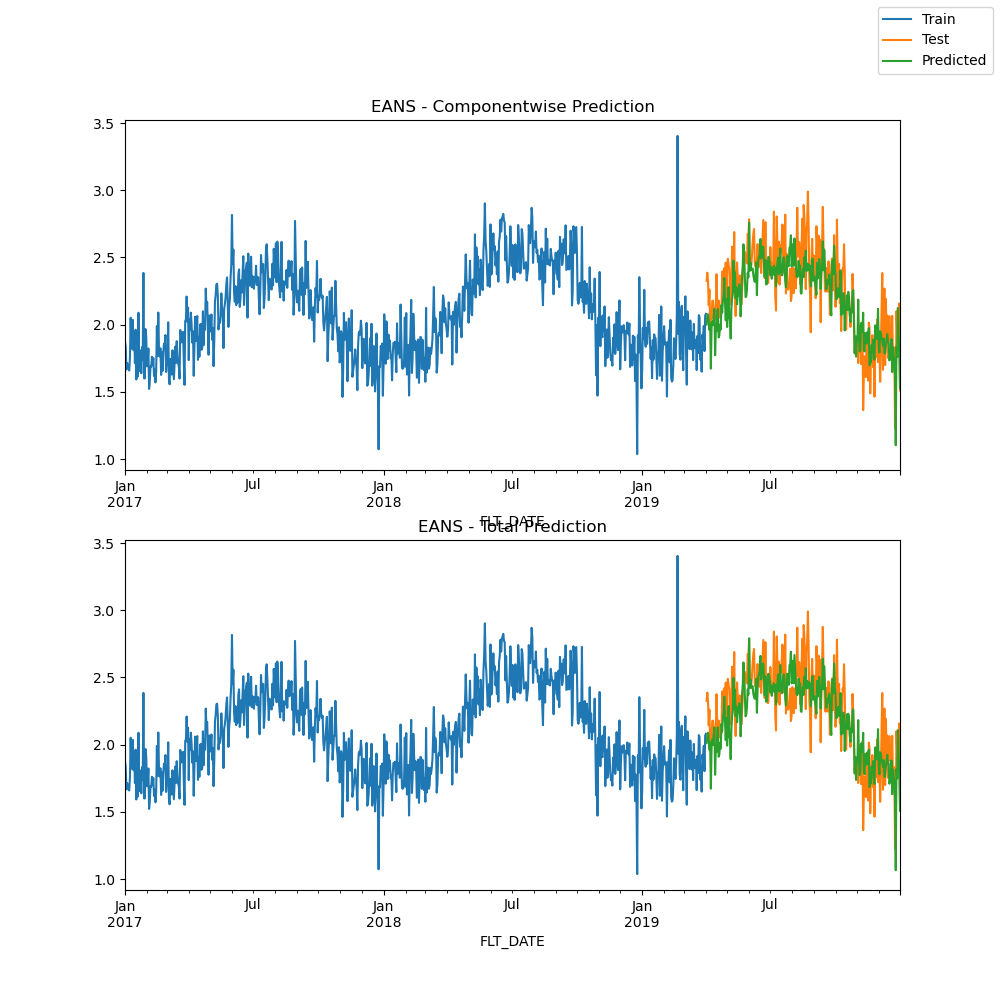 Train
Test
Predicted
EANS - Componentwise Prediction
3.5
3.0
2.5
2.0
1.5
1.0
Jan Jul Jan Jul Jan Jul
2017 2018 2019
FLT_DATE
EANS - Total Prediction
3.5
3.0
2.5
2.0
1.5
1.0
Jan Jul Jan Jul Jan Jul
2017 2018 2019
FLT_DATE